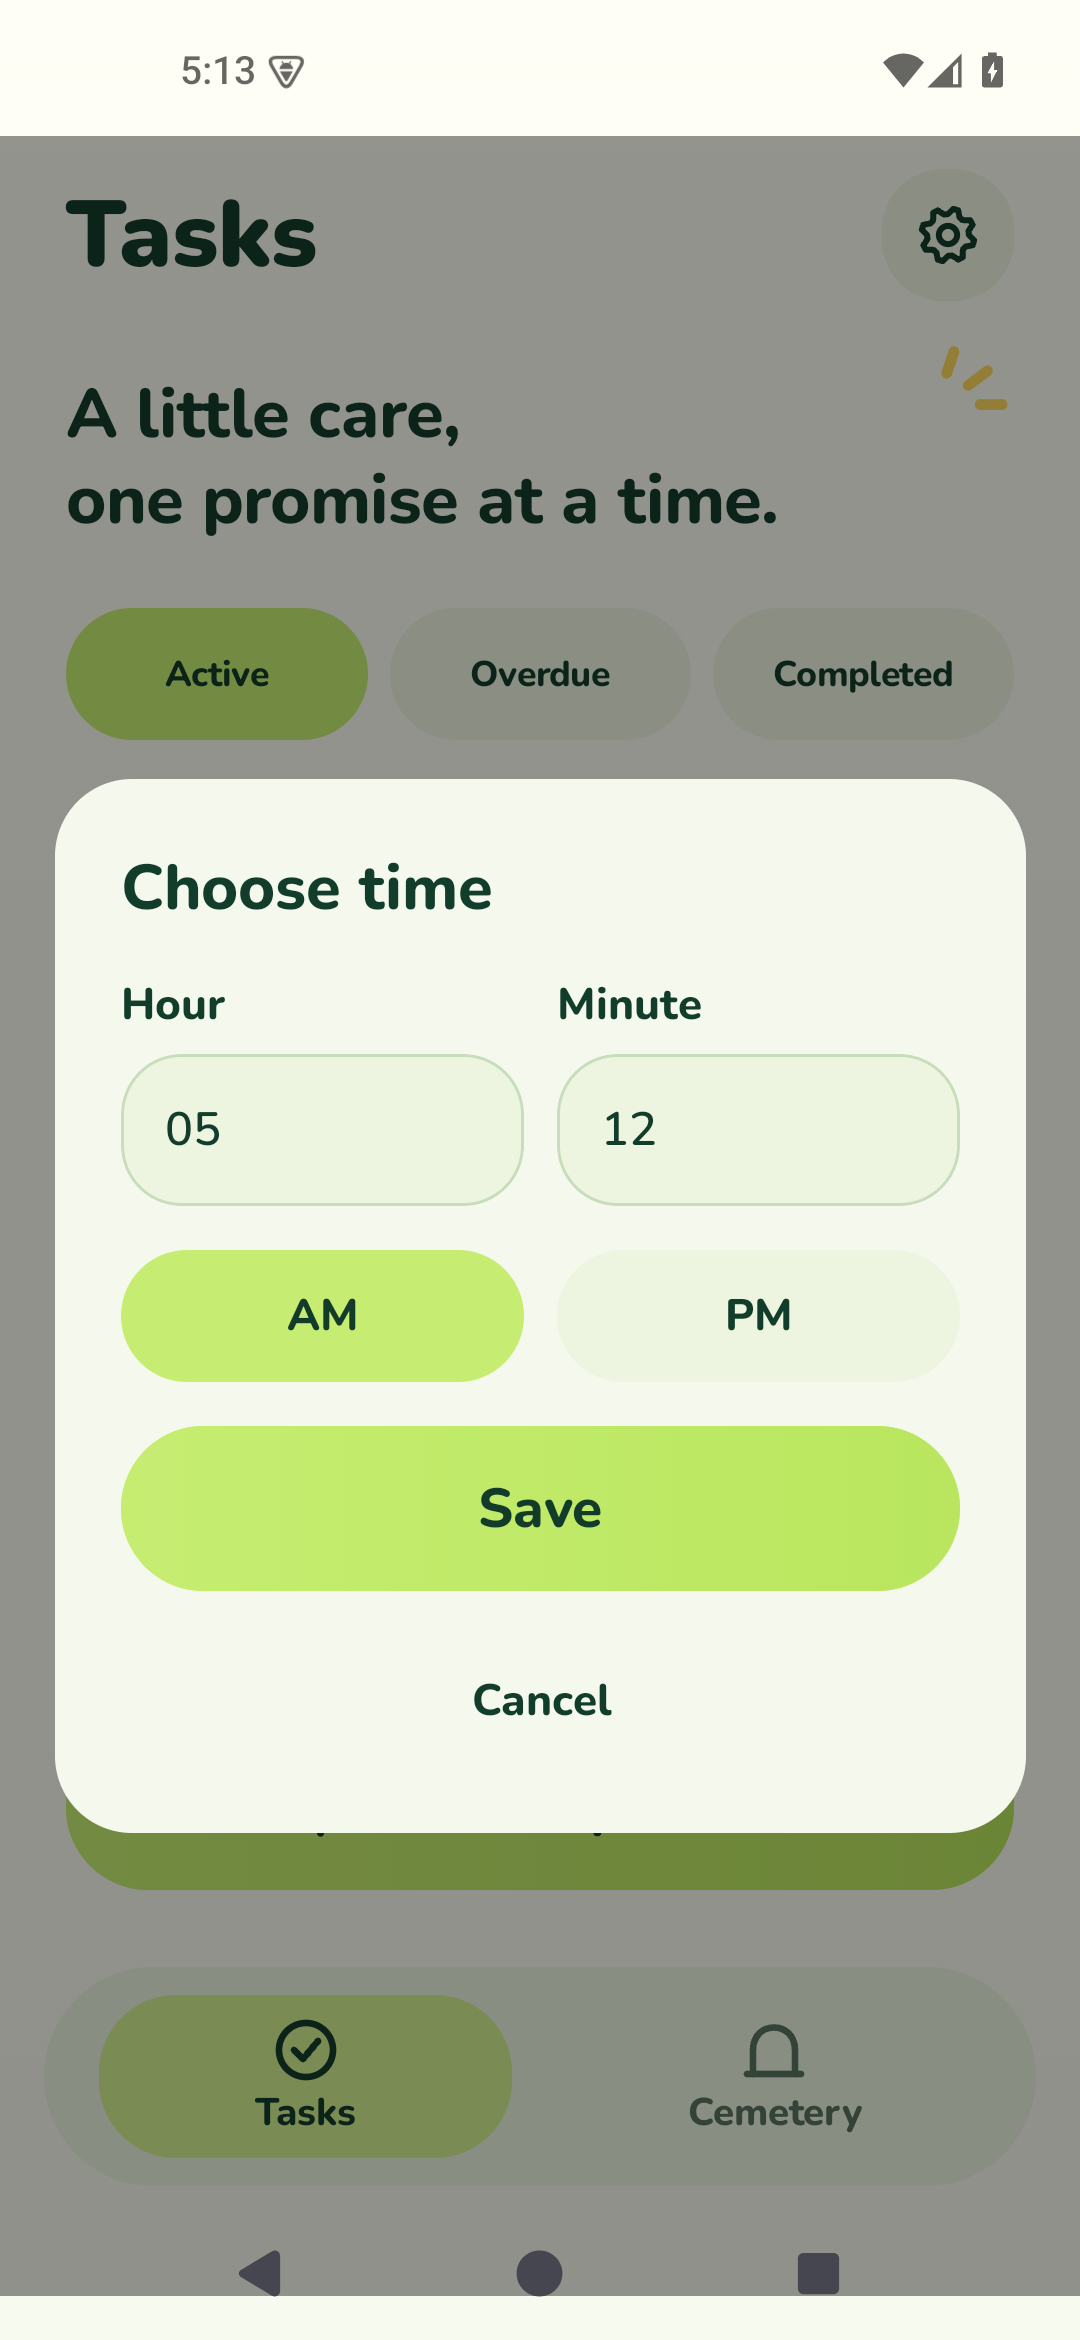 5:13
Tasks
A little care,
one promise at a time.
Active
Overdue
Completed
Choose time
Hour
Minute
05
12
AM
PM
Save
Cancel
Tasks
Cemetery